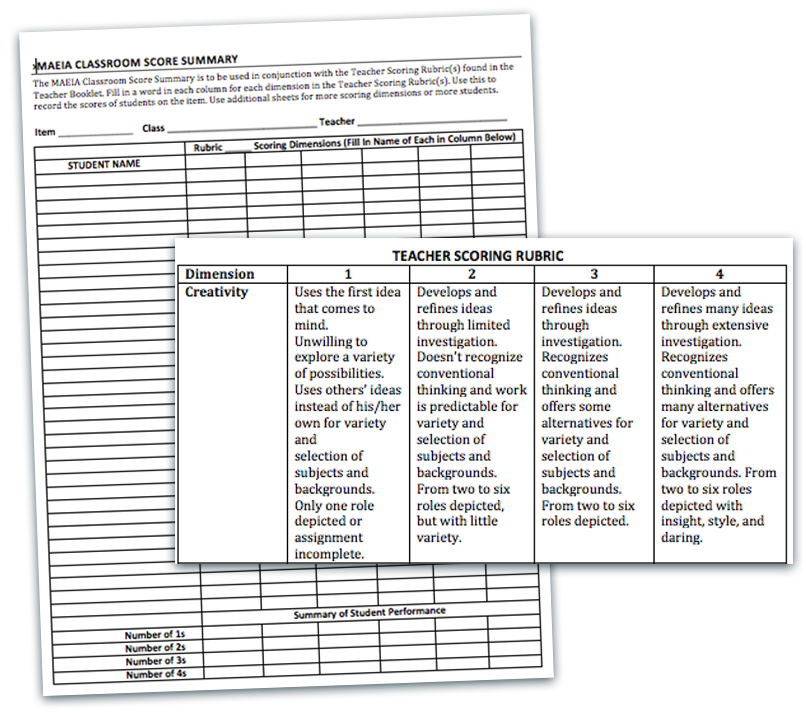 MAEIA CLASSROOM SCORE SUMMARY
The MAEIA Classroom Score Summary is to be used in conjunction with the Teacher Scoring Rubric(s) found in the
Teacher Booklet. Fill in a word in each column for each dimension in the Teacher Scoring Rubric(s). Use this to
record the scores of students on the item. Use additional sheets for more scoring dimensions or more students.
Item ____________ Class ________________________ Teacher ________________________
Rubric _____ Scoring Dimensions (Fill In Name of Each in Column Below)
STUDENT NAME
TEACHER SCORING RUBRIC
Dimension 1 2 3 4
Creativity
Uses the first idea
that comes to
mind.
Unwilling to
explore a variety
of possibilities.
Uses others' ideas
instead of his/her
own for variety
and
selection of
subjects and
backgrounds.
Only one role
depicted or
assignment
incomplete.
Develops and
refines ideas
through limited
investigation.
Doesn't recognize
conventional
thinking and work
is predictable for
variety and
selection of
subjects and
backgrounds.
From two to six
roles depicted,
but with little
variety.
Develops and
refines ideas
through
investigation.
Recognizes
conventional
thinking and
offers some
alternatives for
variety and
selection of
subjects and
backgrounds.
From two to six
roles depicted.
Develops and
refines many ideas
through extensive
investigation.
Recognizes
conventional
thinking and offers
many alternatives
for variety and
selection of
subjects and
backgrounds. From
two to six roles
depicted with
insight, style, and
daring.
Summary of Student Performance
Number of 1s
Number of 2s
Number of 3s
Number of 4s